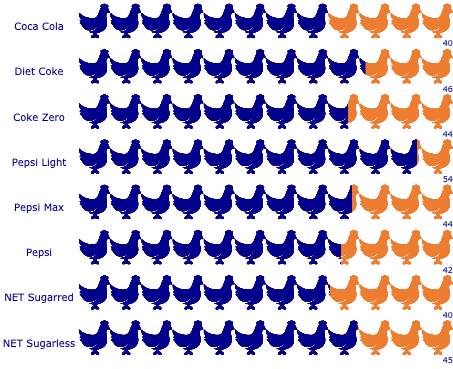 Coca Cola
40
Diet Coke
46
Coke Zero
44
Pepsi Light
54
Pepsi Max
44
Pepsi
42
NET Sugarred
40
NET Sugarless
45